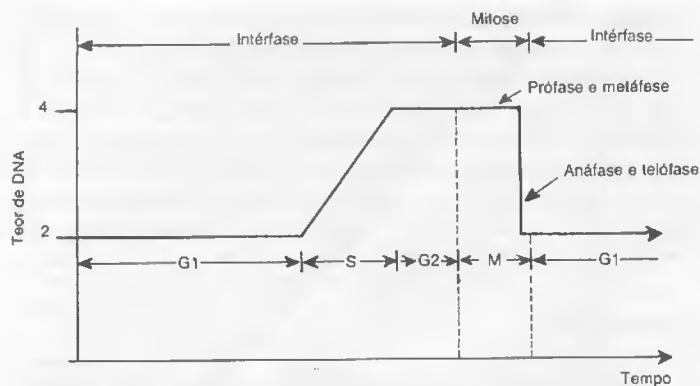 Mitose
Intérfase
Intérfase
4
Prófase e metáfase
Teor de DNA
Anáfase e telófase
2
G1
S
G2
M
G1
Tempo